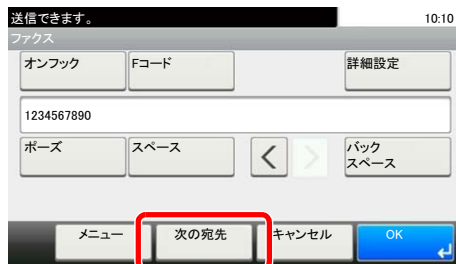 送信できます。 10:10
ファクス
オンフック Fコード 詳細設定
1234567890
ポーズ スペース バック
スペース
メニュー 次の宛先 キャンセル OK